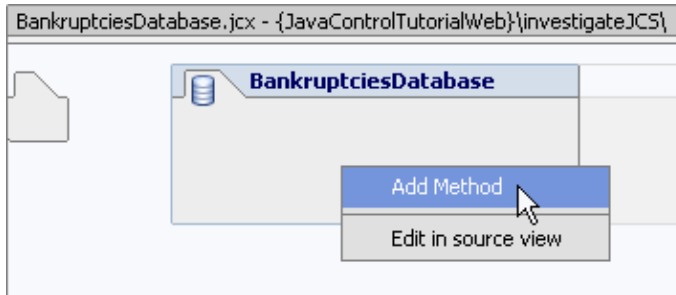 BankruptciesDatabase.jcx - {JavaControlTutorialWeb}\investigateJCS\
BankruptciesDatabase
Add Method
Edit in source view